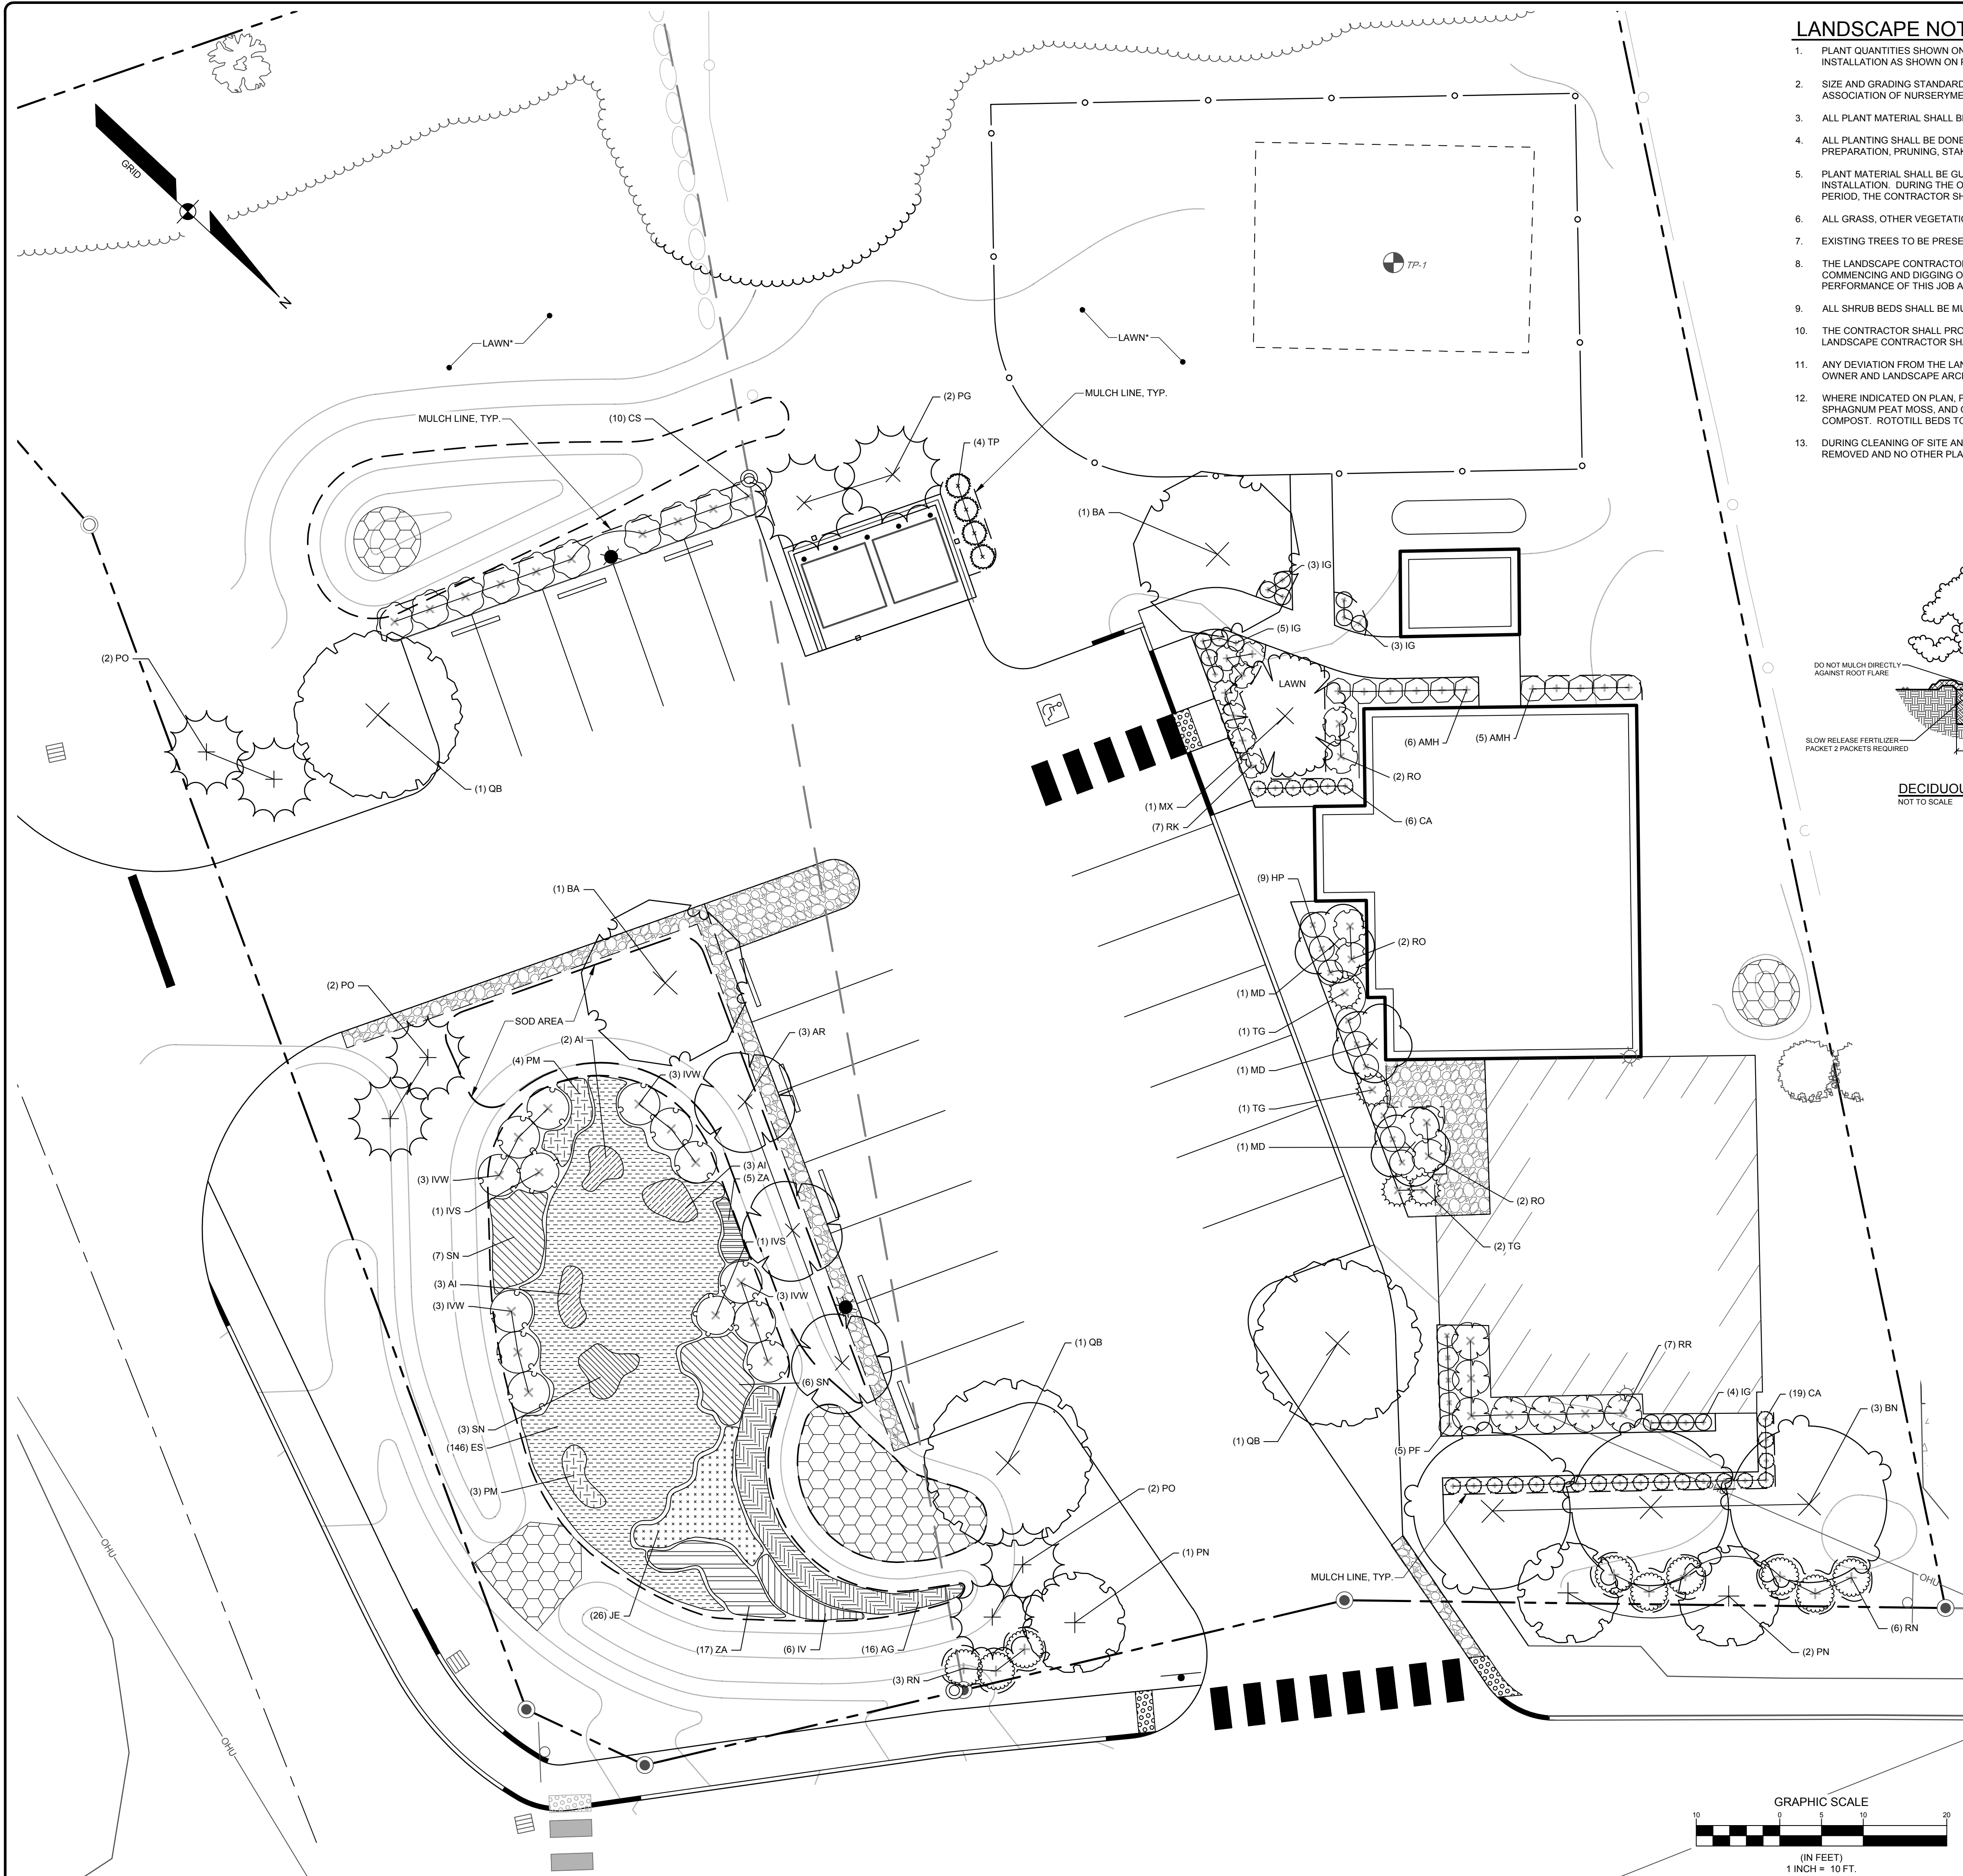 LANDSCAPE NOT
1. PLANT QUANTITIES SHOWN ON
INSTALLATION AS SHOWN ON
2. SIZE AND GRADING STANDARD
ASSOCIATION OF NURSERYME
3. ALL PLANT MATERIAL SHALL B
4. ALL PLANTING SHALL BE DONE
PREPARATION, PRUNING, STA
5. PLANT MATERIAL SHALL BE GU
INSTALLATION. DURING THE O
PERIOD, THE CONTRACTOR SH
6. ALL GRASS, OTHER VEGETATI
7. EXISTING TREES TO BE PRESE
8. THE LANDSCAPE CONTRACTO
COMMENCING AND DIGGING O
PERFORMANCE OF THIS JOB A
9. ALL SHRUB BEDS SHALL BE MU
10. THE CONTRACTOR SHALL PRO
LANDSCAPE CONTRACTOR SH
11. ANY DEVIATION FROM THE LAN
OWNER AND LANDSCAPE ARC
12. WHERE INDICATED ON PLAN, P
SPHAGNUM PEAT MOSS, AND
COMPOST. ROTOTILL BEDS TO
13. DURING CLEANING OF SITE AN
REMOVED AND NO OTHER PLA
GRID
N
TP-1
LAWN*
LAWN*
(2) PG
MULCH LINE, TYP.
MULCH LINE, TYP.
(10) CS
(4) TP
(1) BA
(3) IG
(5) IG
(3) IG
(2) PO
LAWN
DO NOT MULCH DIRECTLY
AGAINST ROOT FLARE
(6) AMH
(5) AMH
SLOW RELEASE FERTILIZER
PACKET 2 PACKETS REQUIRED
(2) RO
(1) QB
DECIDUOU
NOT TO SCALE
(1) MX
(7) RK
(6) CA
(1) BA
(9) HP
(2) RO
(2) PO
(1) MD
SOD AREA
(2) AI
(3) AR
(1) TG
(4) PM
(3) IVW
(1) MD
(1) TG
(1) MD
(3) AI
(5) ZA
(3) IVW
(1) IVS
(2) RO
(1) IVS
(7) SN
(2) TG
(3) AI
(3) IVW
(3) IVW
(1) QB
(7) RR
(6) SN
(4) IG
(19) CA
(3) BN
(3) SN
(1) QB
(146) ES
(5) PF
(3) PM
(2) PO
OHU
(1) PN
MULCH LINE, TYP.
OHU
OHU
(26) JE
(17) ZA
(6) IV
(16) AG
(6) RN
(2) PN
(3) RN
OHU
GRAPHIC SCALE
10 0 5 10 20
(IN FEET)
1 INCH = 10 FT.